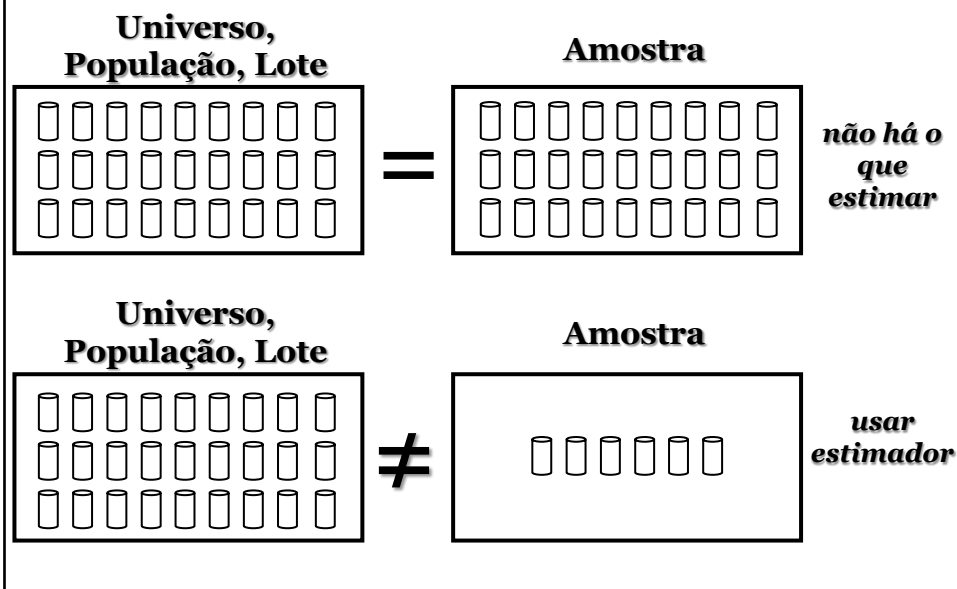 Universo,
População, Lote
Amostra
=
não há o
que
estimar
Universo,
População, Lote
Amostra
≠
usar
estimador